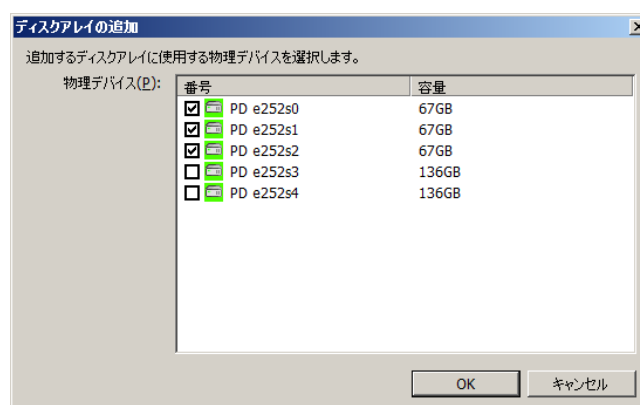 ディスクアレイの追加
追加するディスクアレイに使用する物理デバイスを選択します。
物理デバイス(P):
番号 容量
PD e252s0 67GB
PD e252s1 67GB
PD e252s2 67GB
PD e252s3 136GB
PD e252s4 136GB
OK キャンセル